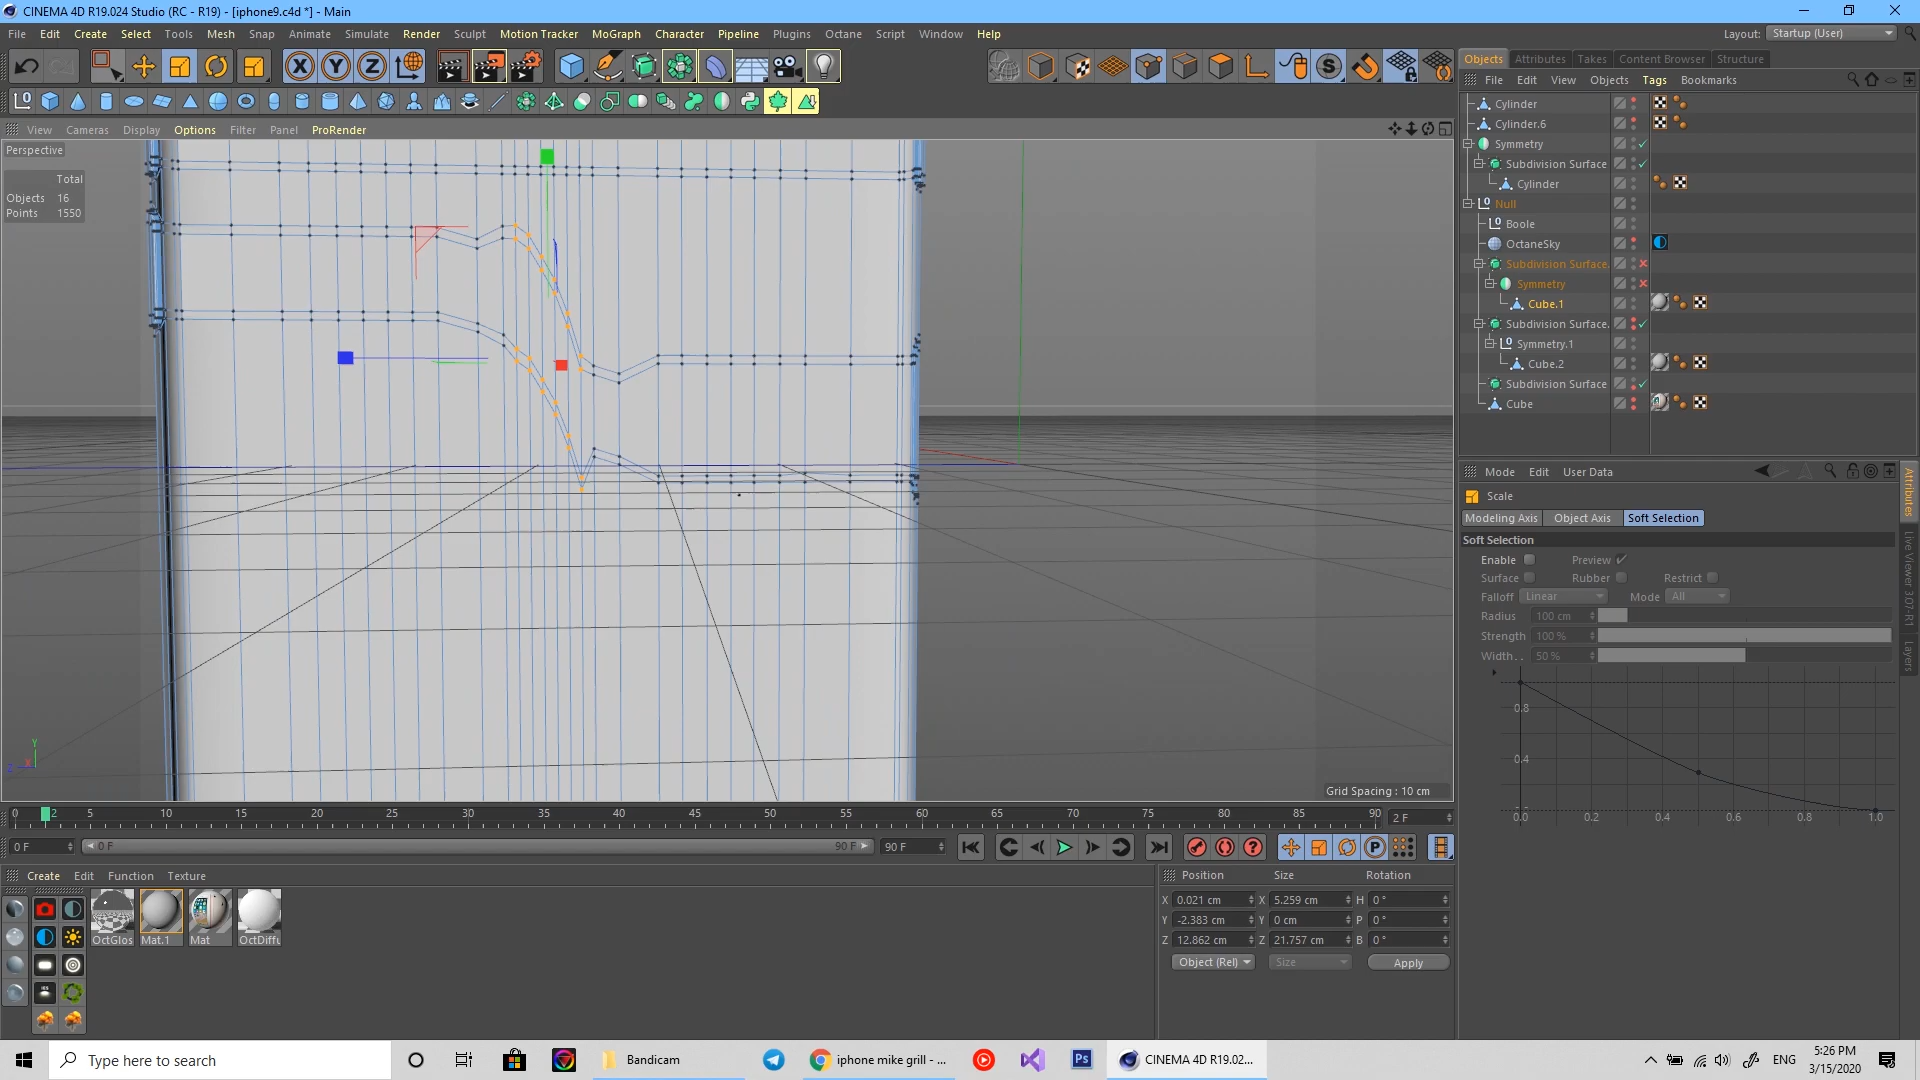 CINEMA 4D R19.024 Studio (RC - R19) - [iphone9.c4d *] - Main
File Edit Create Select Tools Mesh Snap Animate Simulate Render Sculpt Motion Tracker MoGraph Character Pipeline Plugins Octane Script Window Help
Layout: Startup (User)
Objects Attributes Takes Content Browser Structure
File Edit View Objects Tags Bookmarks
View Cameras Display Options Filter Panel ProRender
Perspective
Total
Objects 16
Points 1550
Grid Spacing : 10 cm
Cylinder
Cylinder.6
Symmetry
Subdivision Surface
Cylinder
Null
Boole
OctaneSky
Subdivision Surface.
Symmetry
Cube.1
Subdivision Surface.
Symmetry.1
Cube.2
Subdivision Surface
Cube
Mode Edit User Data
Scale
Modeling Axis Object Axis Soft Selection
Soft Selection
Enable Preview
Surface Rubber Restrict
Falloff Linear Mode All
Radius 100 cm
Strength 100 %
Width.. 50 %
0.8
0.4
0.0 0.2 0.4 0.6 0.8 1.0
Attributes
Live Viewer 3.07-R1
Layers
0 2 5 10 15 20 25 30 35 40 45 50 55 60 65 70 75 80 85 90 2 F
0 F 0 F 90 F 90 F
Create Edit Function Texture
OctGlos Mat.1 Mat OctDiffu
Position Size Rotation
X 0.021 cm X 5.259 cm H 0 °
Y -2.383 cm Y 0 cm P 0 °
Z 12.862 cm Z 21.757 cm B 0 °
Object (Rel) Size Apply
Type here to search
Bandicam
iphone mike grill - ...
Ps
CINEMA 4D R19.02...
ENG
5:26 PM
3/15/2020